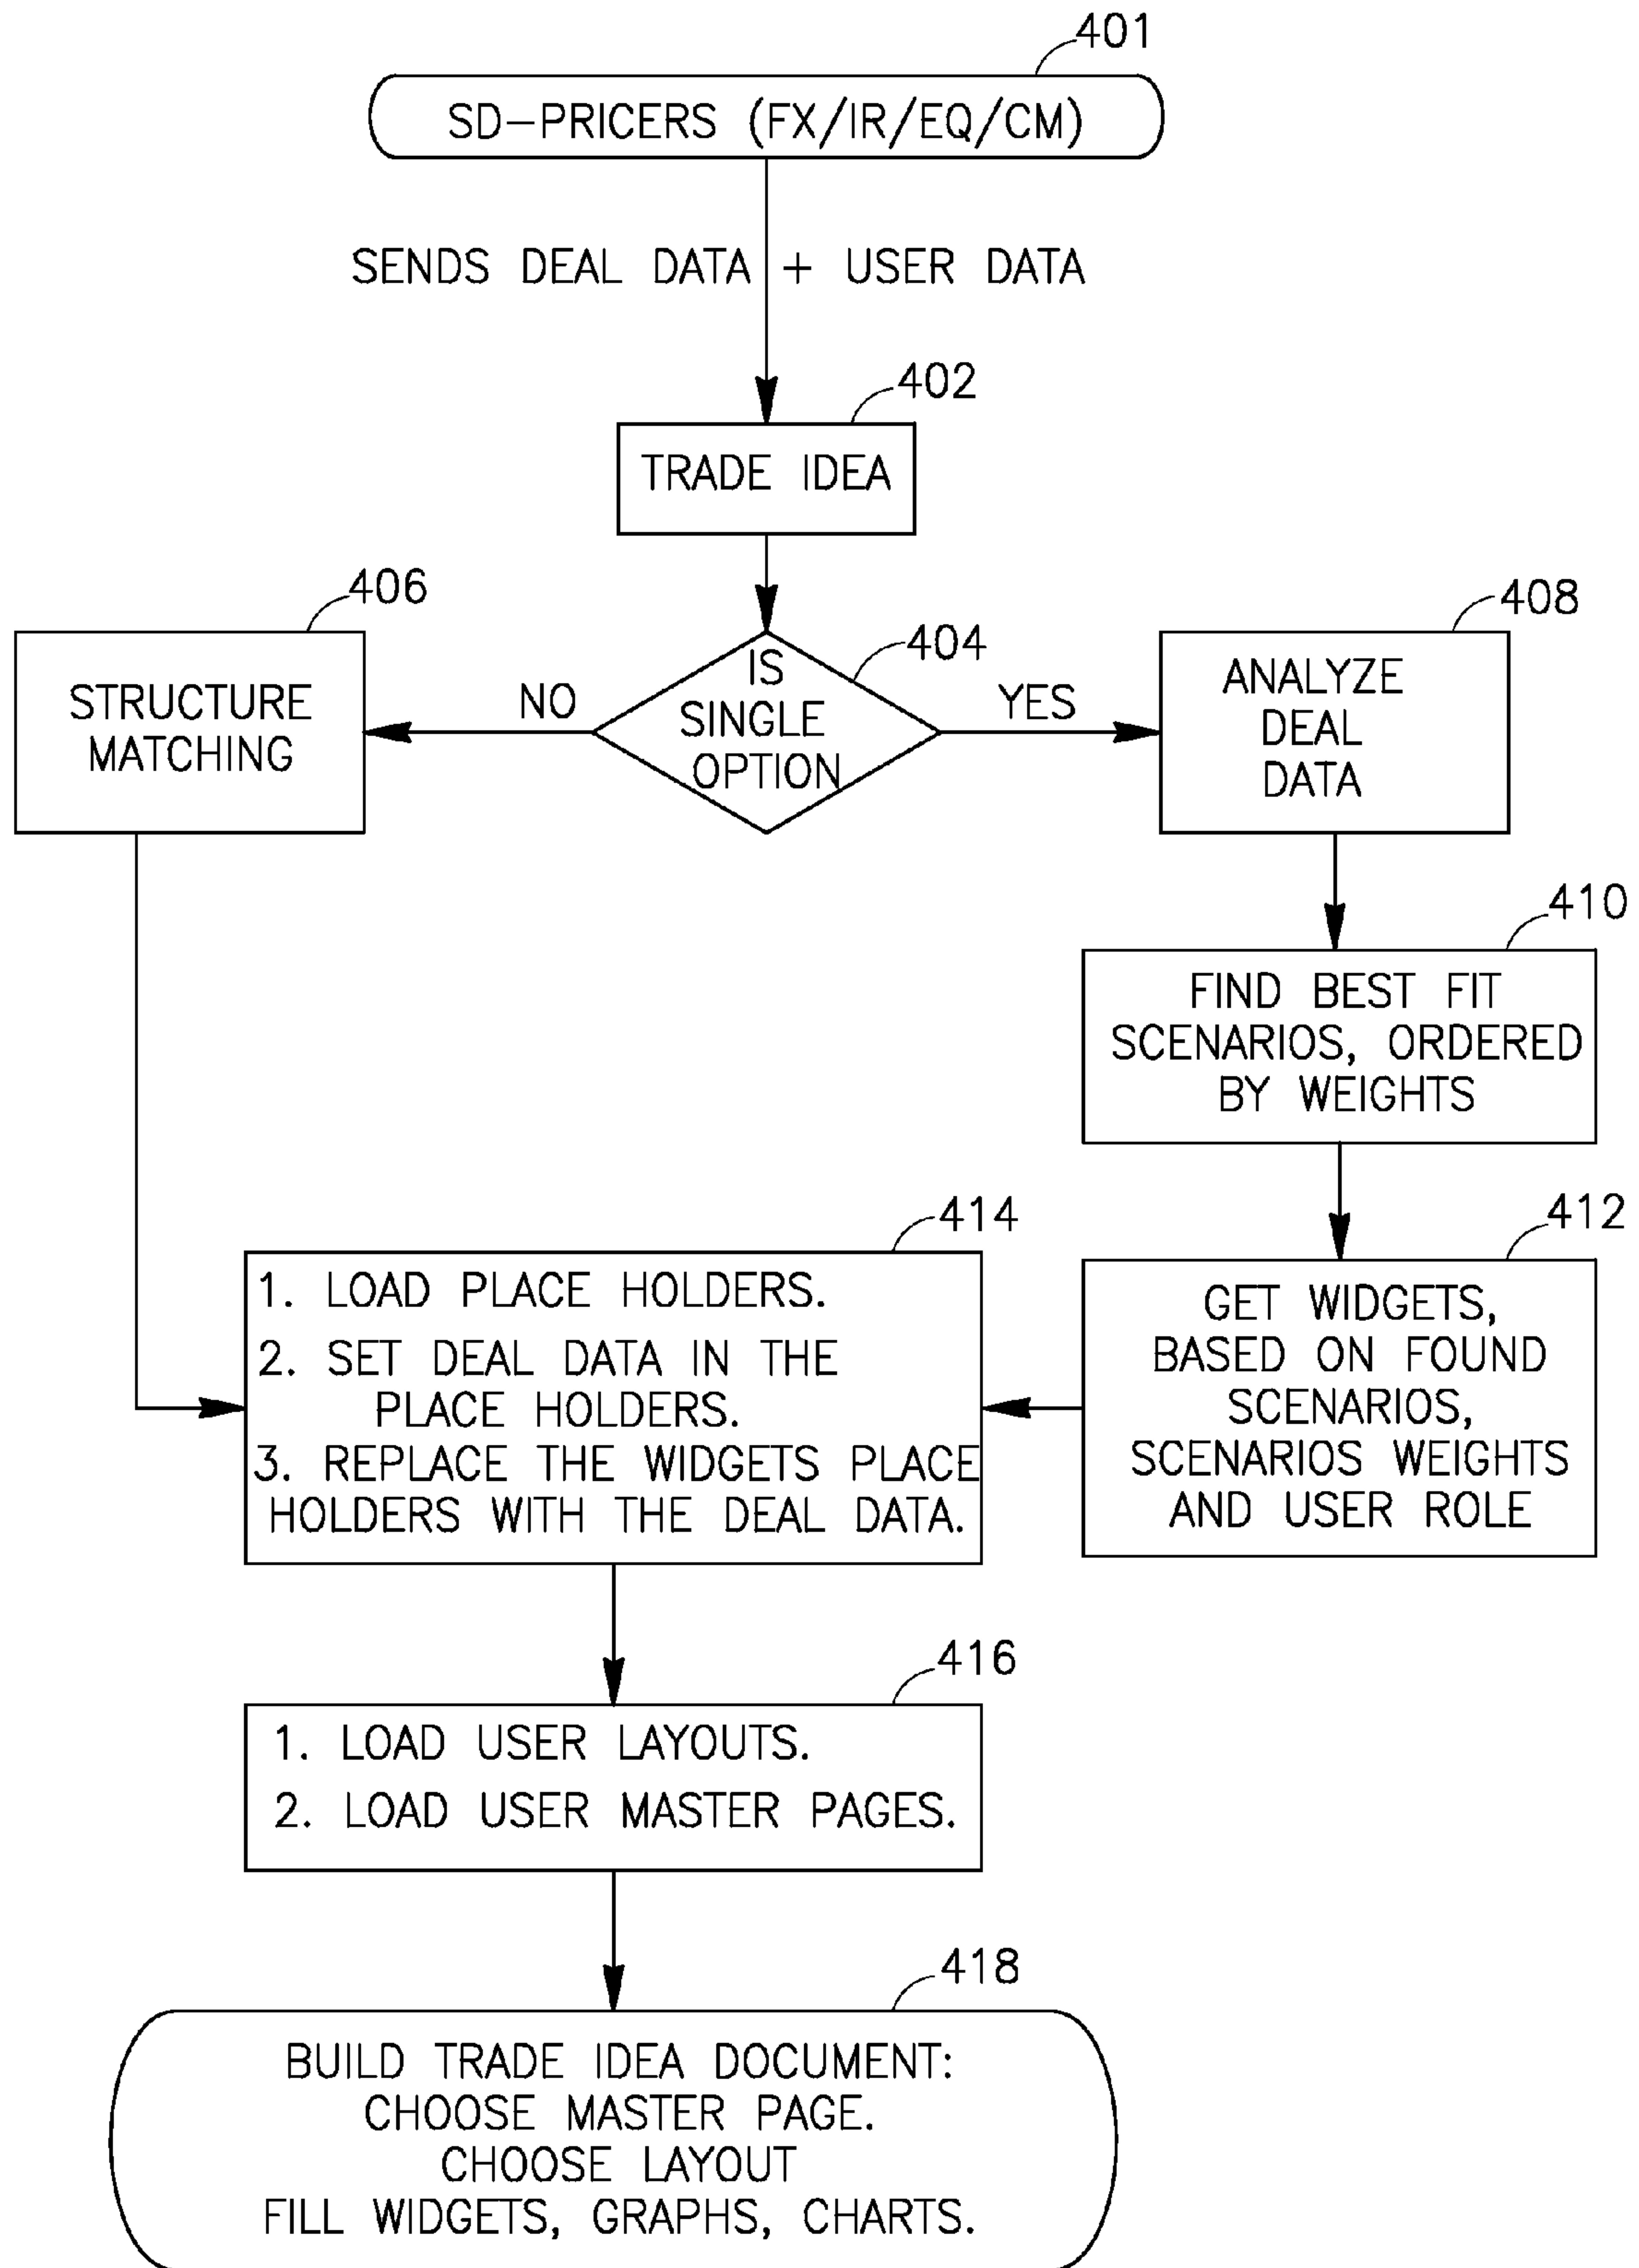 401
SD-PRICERS (FX/IR/EQ/CM)
SENDS DEAL DATA + USER DATA
402
TRADE IDEA
406
STRUCTURE
MATCHING
NO
404
IS
SINGLE
OPTION
YES
408
ANALYZE
DEAL
DATA
410
FIND BEST FIT
SCENARIOS, ORDERED
BY WEIGHTS
412
GET WIDGETS,
BASED ON FOUND
SCENARIOS,
SCENARIOS WEIGHTS
AND USER ROLE
414
1. LOAD PLACE HOLDERS.
2. SET DEAL DATA IN THE
PLACE HOLDERS.
3. REPLACE THE WIDGETS PLACE
HOLDERS WITH THE DEAL DATA.
416
1. LOAD USER LAYOUTS.
2. LOAD USER MASTER PAGES.
418
BUILD TRADE IDEA DOCUMENT:
CHOOSE MASTER PAGE.
CHOOSE LAYOUT
FILL WIDGETS, GRAPHS, CHARTS.